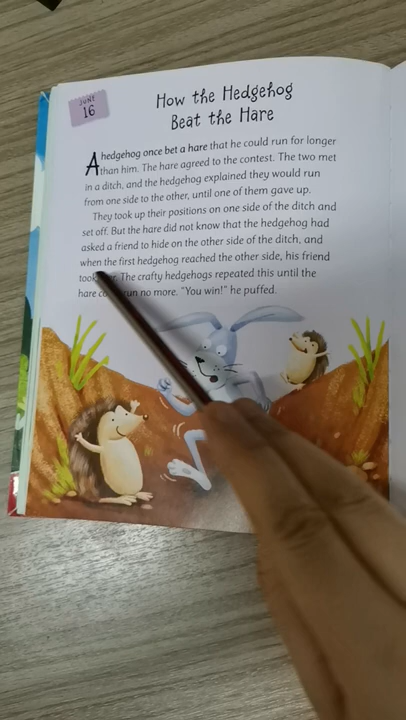 JUNE
16
How the Hedgehog
Beat the Hare
A hedgehog once bet a hare that he could run for longer
than him. The hare agreed to the contest. The two met
in a ditch, and the hedgehog explained they would run
from one side to the other, until one of them gave up.
They took up their positions on one side of the ditch and
set off. But the hare did not know that the hedgehog had
asked a friend to hide on the other side of the ditch, and
when the first hedgehog reached the other side, his friend
The crafty hedgehogs repeated this until the
hare run no more. "You win!" he puffed.